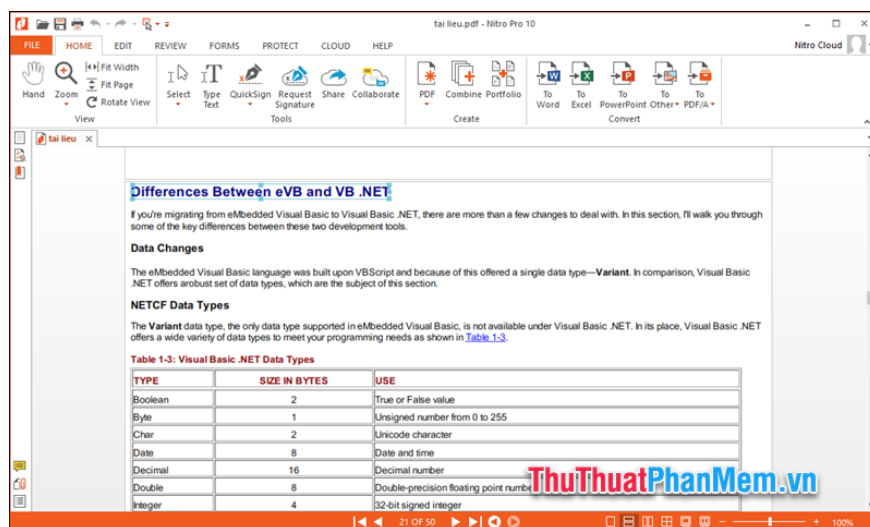 tai lieu.pdf - Nitro Pro 10
FILE HOME EDIT REVIEW FORMS PROTECT CLOUD HELP Nitro Cloud
Hand
Zoom
Fit Width
Fit Page
Rotate View
View
Select
Type Text
QuickSign
Request Signature
Share
Collaborate
Tools
PDF
Combine
Portfolio
Create
To Word
To Excel
To PowerPoint
To Other
To PDF/A
Convert
tai lieu
Differences Between eVB and VB .NET
If you're migrating from eMbedded Visual Basic to Visual Basic .NET, there are more than a few changes to deal with. In this section, I'll walk you through
some of the key differences between these two development tools.
Data Changes
The eMbedded Visual Basic language was built upon VBScript and because of this offered a single data type—Variant. In comparison, Visual Basic
.NET offers arobust set of data types, which are the subject of this section.
NETCF Data Types
The Variant data type, the only data type supported in eMbedded Visual Basic, is not available under Visual Basic .NET. In its place, Visual Basic .NET
offers a wide variety of data types to meet your programming needs as shown in Table 1-3.
Table 1-3: Visual Basic .NET Data Types
TYPE SIZE IN BYTES USE
Boolean 2 True or False value
Byte 1 Unsigned number from 0 to 255
Char 2 Unicode character
Date 8 Date and time
Decimal 16 Decimal number
Double 8 Double-precision floating point
Integer 4 32-bit signed integer
ThuThuatPhanMem.vn
21 OF 50
100%